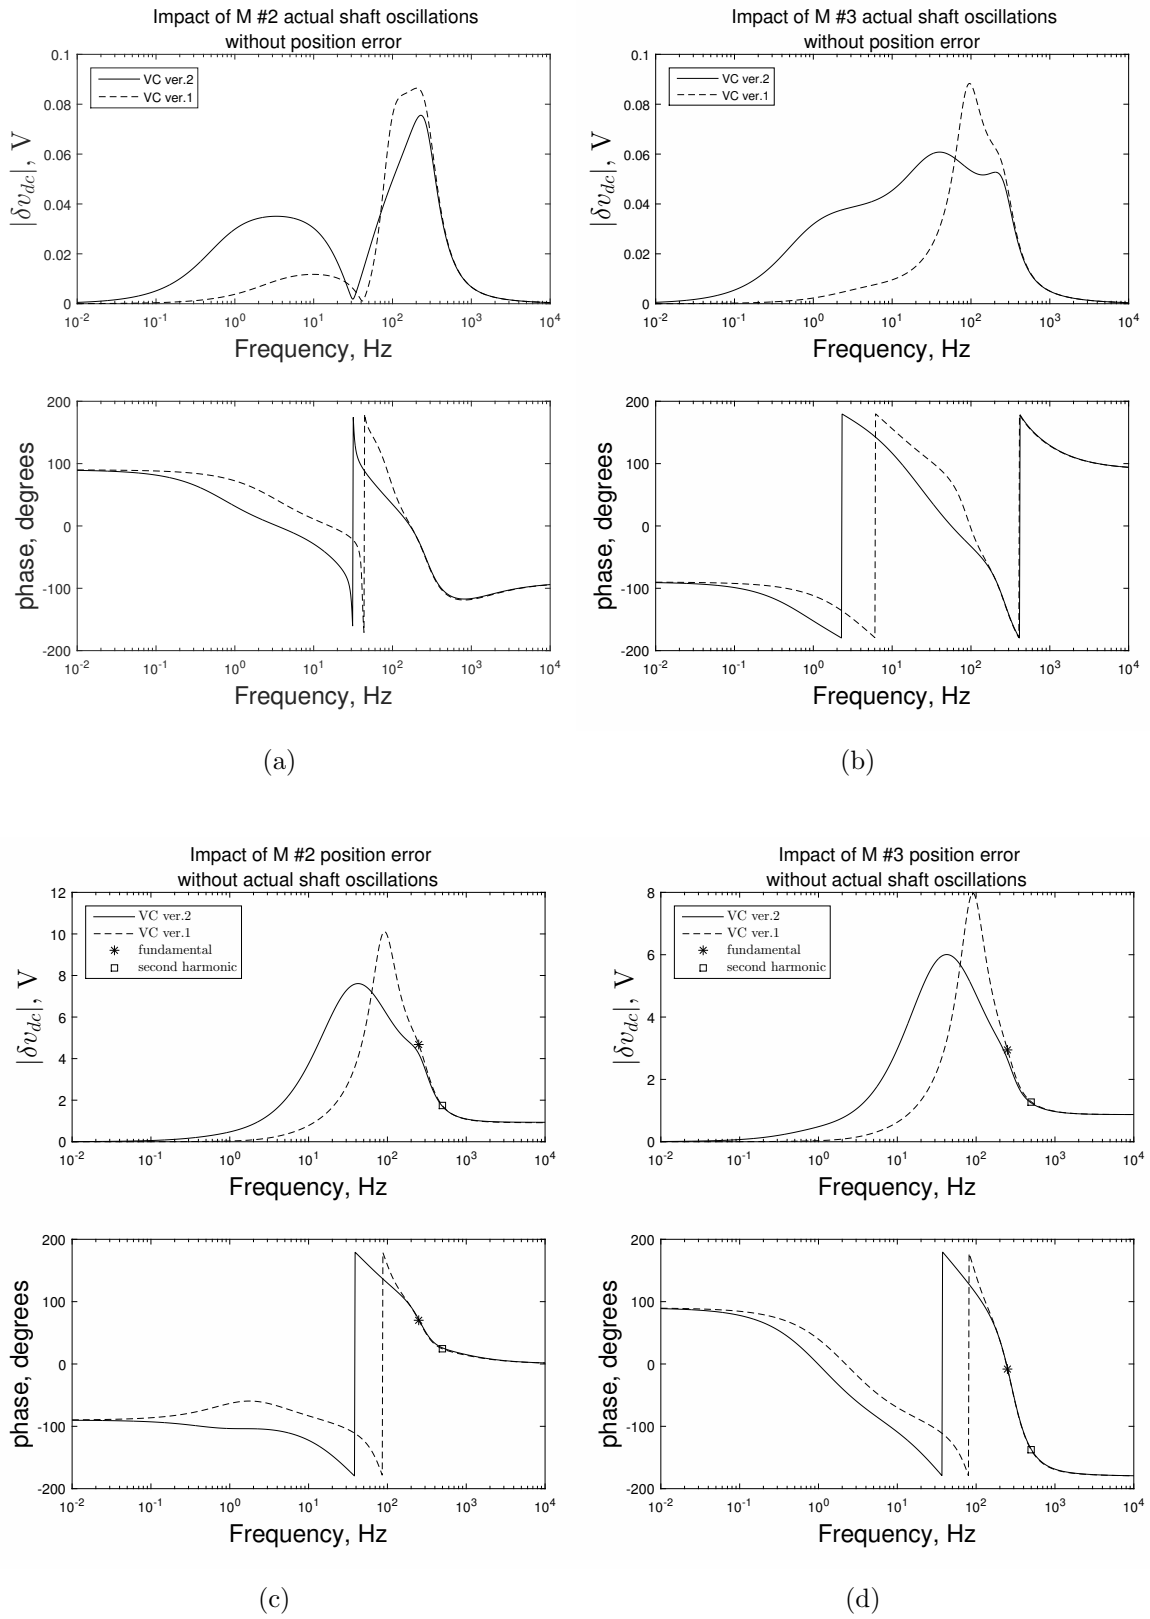 Impact of M #2 actual shaft oscillations
without position error
0.1
0.08
0.06
0.04
0.02
0
|δv_dc|, V
VC ver.2
VC ver.1
10^-2 10^-1 10^0 10^1 10^2 10^3 10^4
Frequency, Hz
200
100
0
-100
-200
phase, degrees
10^-2 10^-1 10^0 10^1 10^2 10^3 10^4
Frequency, Hz
(a)
Impact of M #3 actual shaft oscillations
without position error
0.1
0.08
0.06
0.04
0.02
0
|δv_dc|, V
VC ver.2
VC ver.1
10^-2 10^-1 10^0 10^1 10^2 10^3 10^4
Frequency, Hz
200
100
0
-100
-200
phase, degrees
10^-2 10^-1 10^0 10^1 10^2 10^3 10^4
Frequency, Hz
(b)
Impact of M #2 position error
without actual shaft oscillations
12
10
8
6
4
2
0
|δv_dc|, V
VC ver.2
VC ver.1
fundamental
second harmonic
10^-2 10^-1 10^0 10^1 10^2 10^3 10^4
Frequency, Hz
200
100
0
-100
-200
phase, degrees
10^-2 10^-1 10^0 10^1 10^2 10^3 10^4
Frequency, Hz
(c)
Impact of M #3 position error
without actual shaft oscillations
8
6
4
2
0
|δv_dc|, V
VC ver.2
VC ver.1
fundamental
second harmonic
10^-2 10^-1 10^0 10^1 10^2 10^3 10^4
Frequency, Hz
200
100
0
-100
-200
phase, degrees
10^-2 10^-1 10^0 10^1 10^2 10^3 10^4
Frequency, Hz
(d)